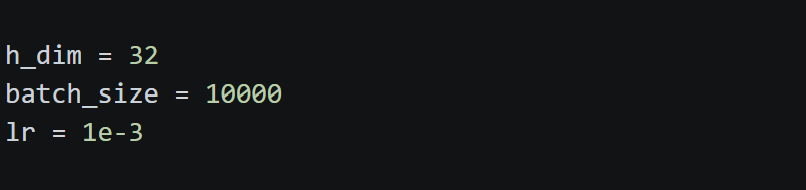 h_dim = 32
batch_size = 10000
lr = 1e-3